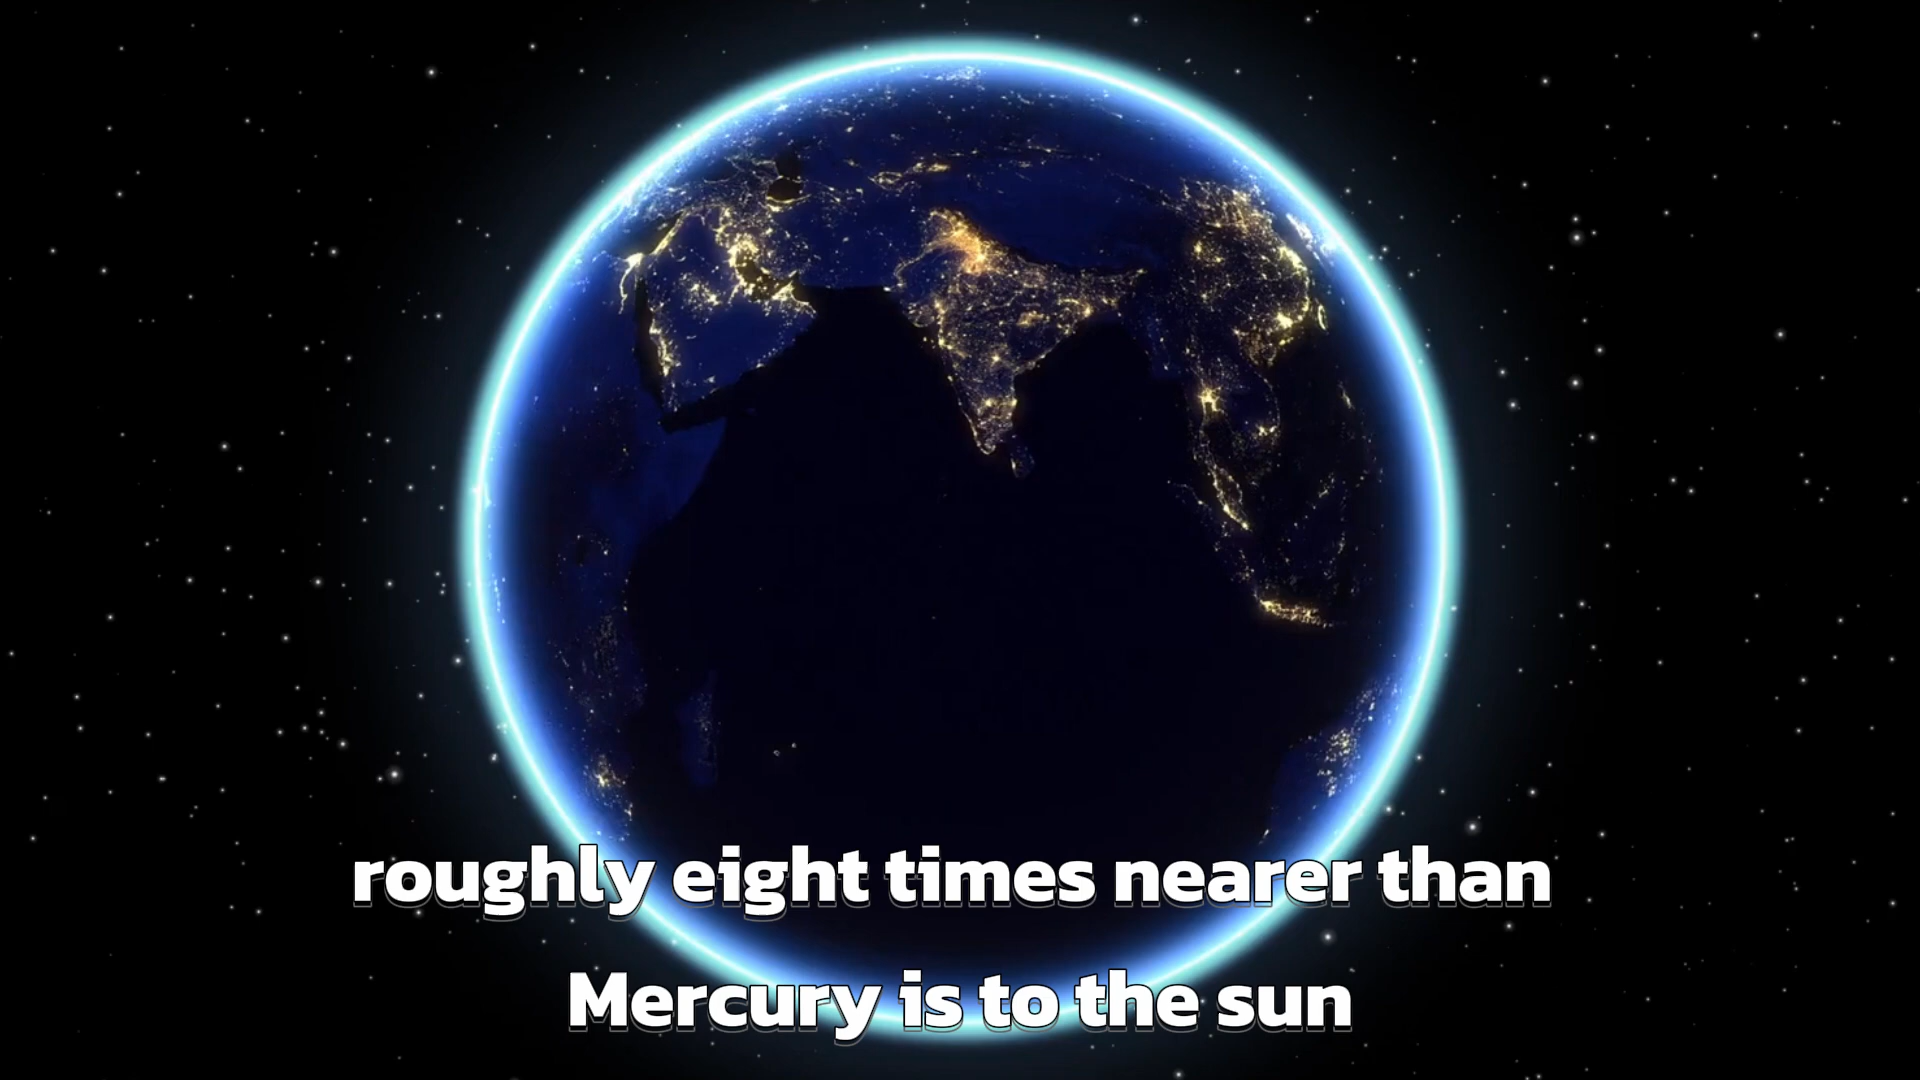 roughly eight times nearer than
Mercury is to the sun